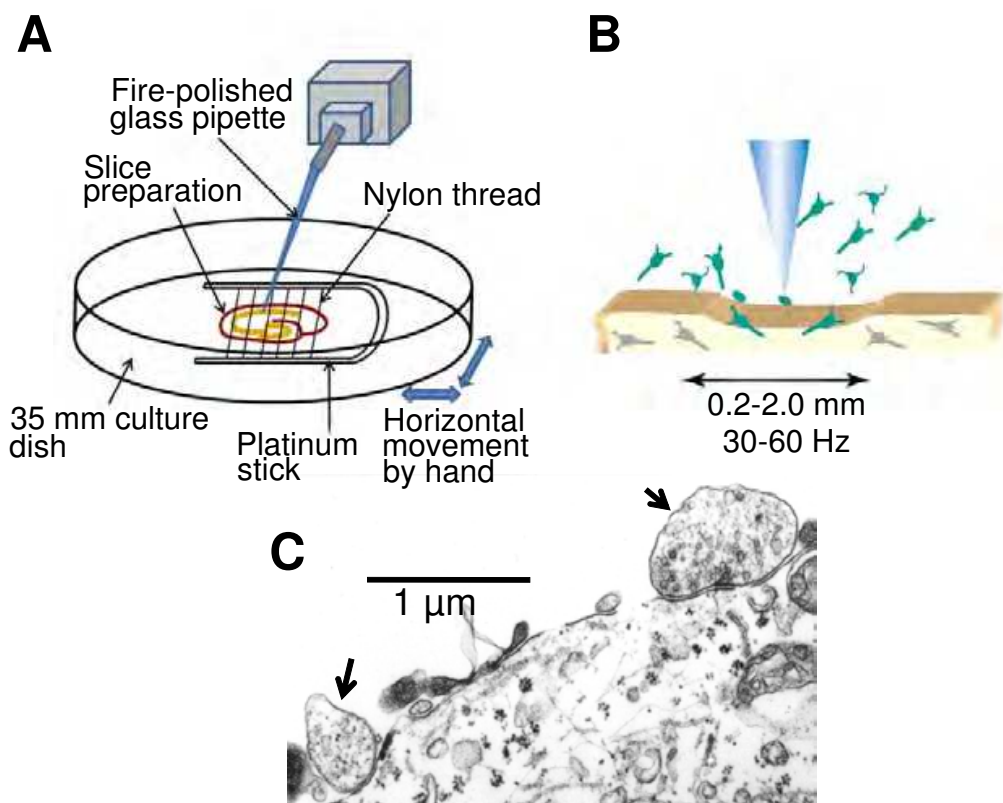 A
Fire-polished
glass pipette
Slice
preparation
Nylon thread
35 mm culture
dish
Platinum
stick
Horizontal
movement
by hand
B
0.2-2.0 mm
30-60 Hz
C
1 μm